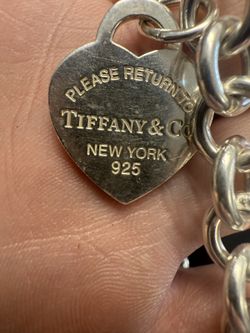 PLEASE RETURN TO
TIFFANY & CO
NEW YORK
925